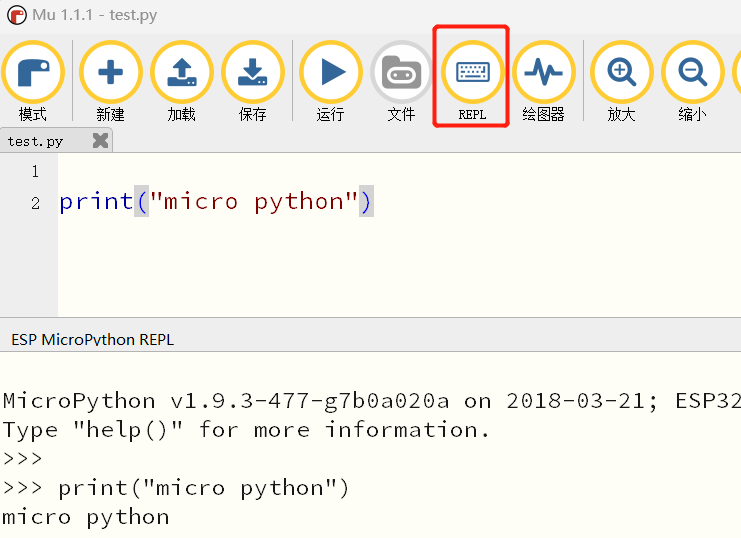 Mu 1.1.1 - test.py
模式 新建 加载 保存 运行 文件 REPL 绘图器 放大 缩小
test.py
1
2 print("micro python")
ESP MicroPython REPL
MicroPython v1.9.3-477-g7b0a020a on 2018-03-21; ESP32
Type "help()" for more information.
>>>
>>> print("micro python")
micro python